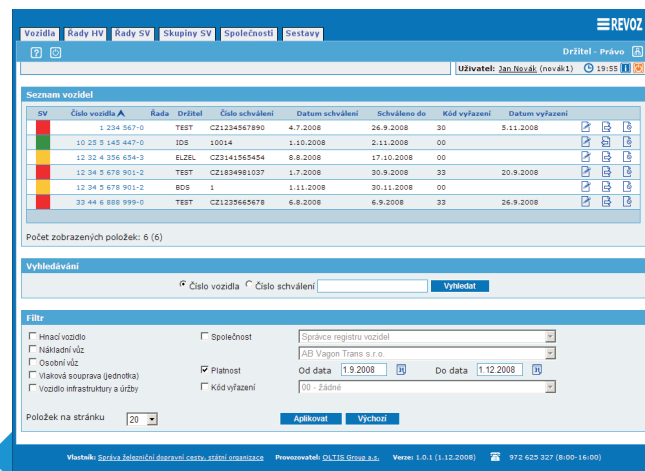 REVOZ
Vozidla Řady HV Řady SV Skupiny SV Společnosti Sestavy
Držitel - Právo
Uživatel: Jan Novák (novák1) 19:55
Seznam vozidel
SV Číslo vozidla Řada Držitel Číslo schválení Datum schválení Schváleno do Kód vyřazení Datum vyřazení
1 234 567-0 TEST CZ1234567890 4.7.2008 26.9.2008 30 5.11.2008
10 25 5 145 447-0 IDS 10014 1.10.2008 2.11.2008 00
12 32 4 356 654-3 ELZEL CZ3141565454 8.8.2008 17.10.2008 00
12 34 5 678 901-2 TEST CZ1834981037 1.7.2008 30.9.2008 33 20.9.2008
12 34 5 678 901-2 BDS 1 1.11.2008 30.11.2008 00
33 44 6 888 999-0 TEST CZ1235665678 6.8.2008 6.9.2008 33 26.9.2008
Počet zobrazených položek: 6 (6)
Vyhledávání
Číslo vozidla Číslo schválení Vyhledat
Filtr
Hnací vozidlo Společnost Správce registru vozidel
Nákladní vůz AB Vagon Trans s.r.o.
Osobní vůz
Vlaková souprava (jednotka) Platnost Od data 1.9.2008 Do data 1.12.2008
Vozidlo infrastruktury a úržby Kód vyřazení 00 - žádné
Položek na stránku 20 Aplikovat Výchozí
Vlastník: Správa železniční dopravní cesty, státní organizace Provozovatel: OLTIS Group a.s. Verze: 1.0.1 (1.12.2008) 972 625 327 (8:00-16:00)